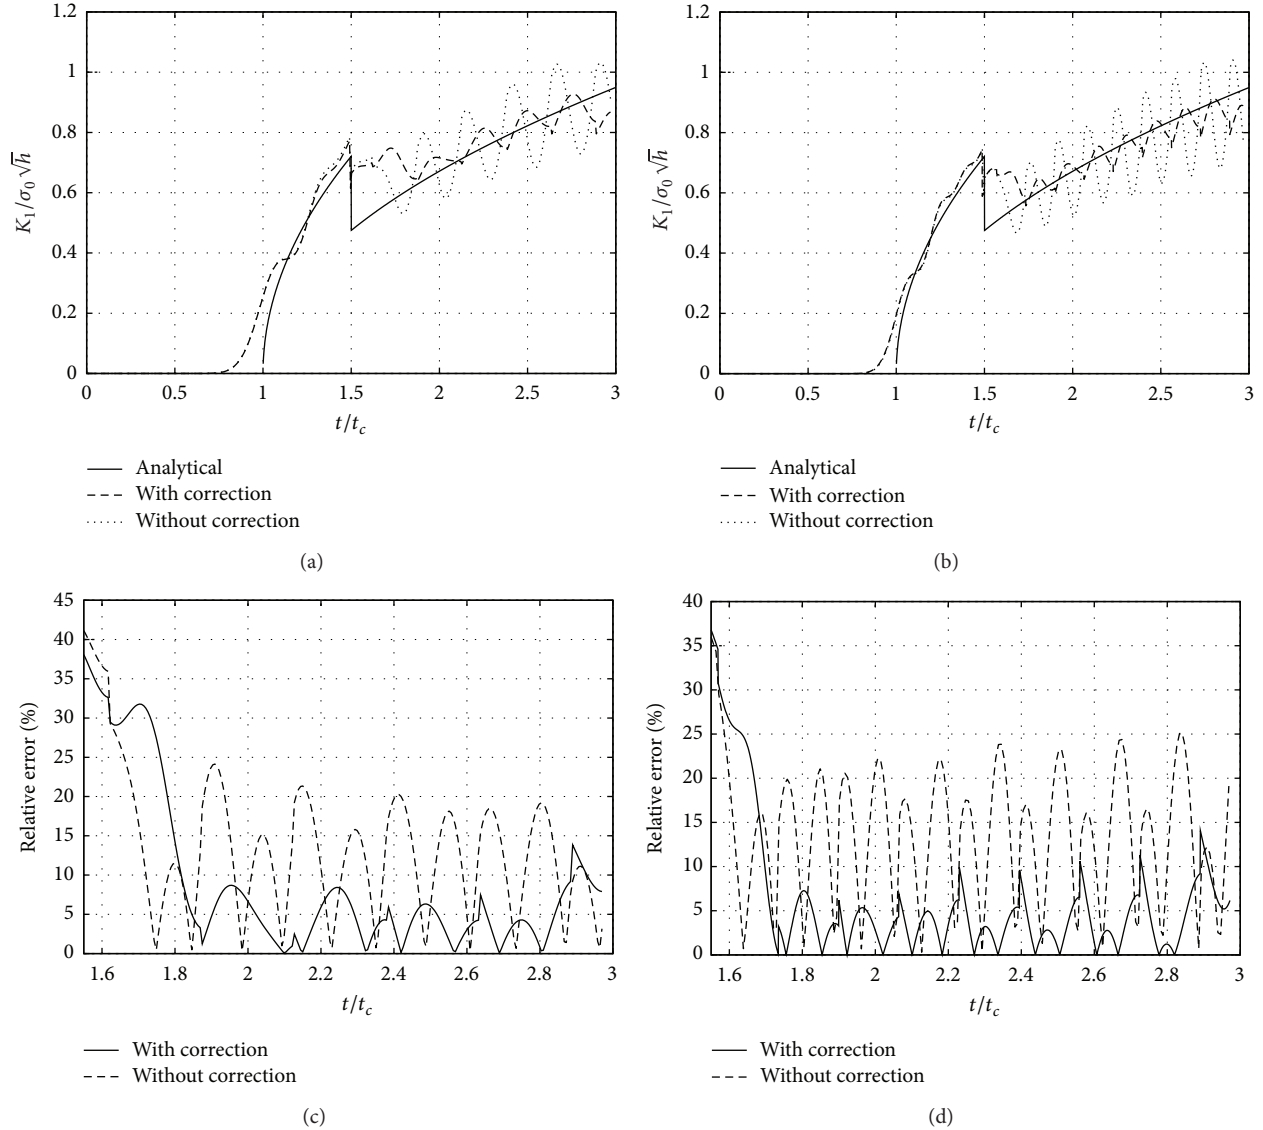 1.2
1
0.8
0.6
0.4
0.2
0
K₁/σ₀ √h
0 0.5 1 1.5 2 2.5 3
t/t_c
Analytical
With correction
Without correction
(a)
1.2
1
0.8
0.6
0.4
0.2
0
K₁/σ₀ √h
0 0.5 1 1.5 2 2.5 3
t/t_c
Analytical
With correction
Without correction
(b)
45
40
35
30
25
20
15
10
5
0
Relative error (%)
1.6 1.8 2 2.2 2.4 2.6 2.8 3
t/t_c
With correction
Without correction
(c)
40
35
30
25
20
15
10
5
0
Relative error (%)
1.6 1.8 2 2.2 2.4 2.6 2.8 3
t/t_c
With correction
Without correction
(d)